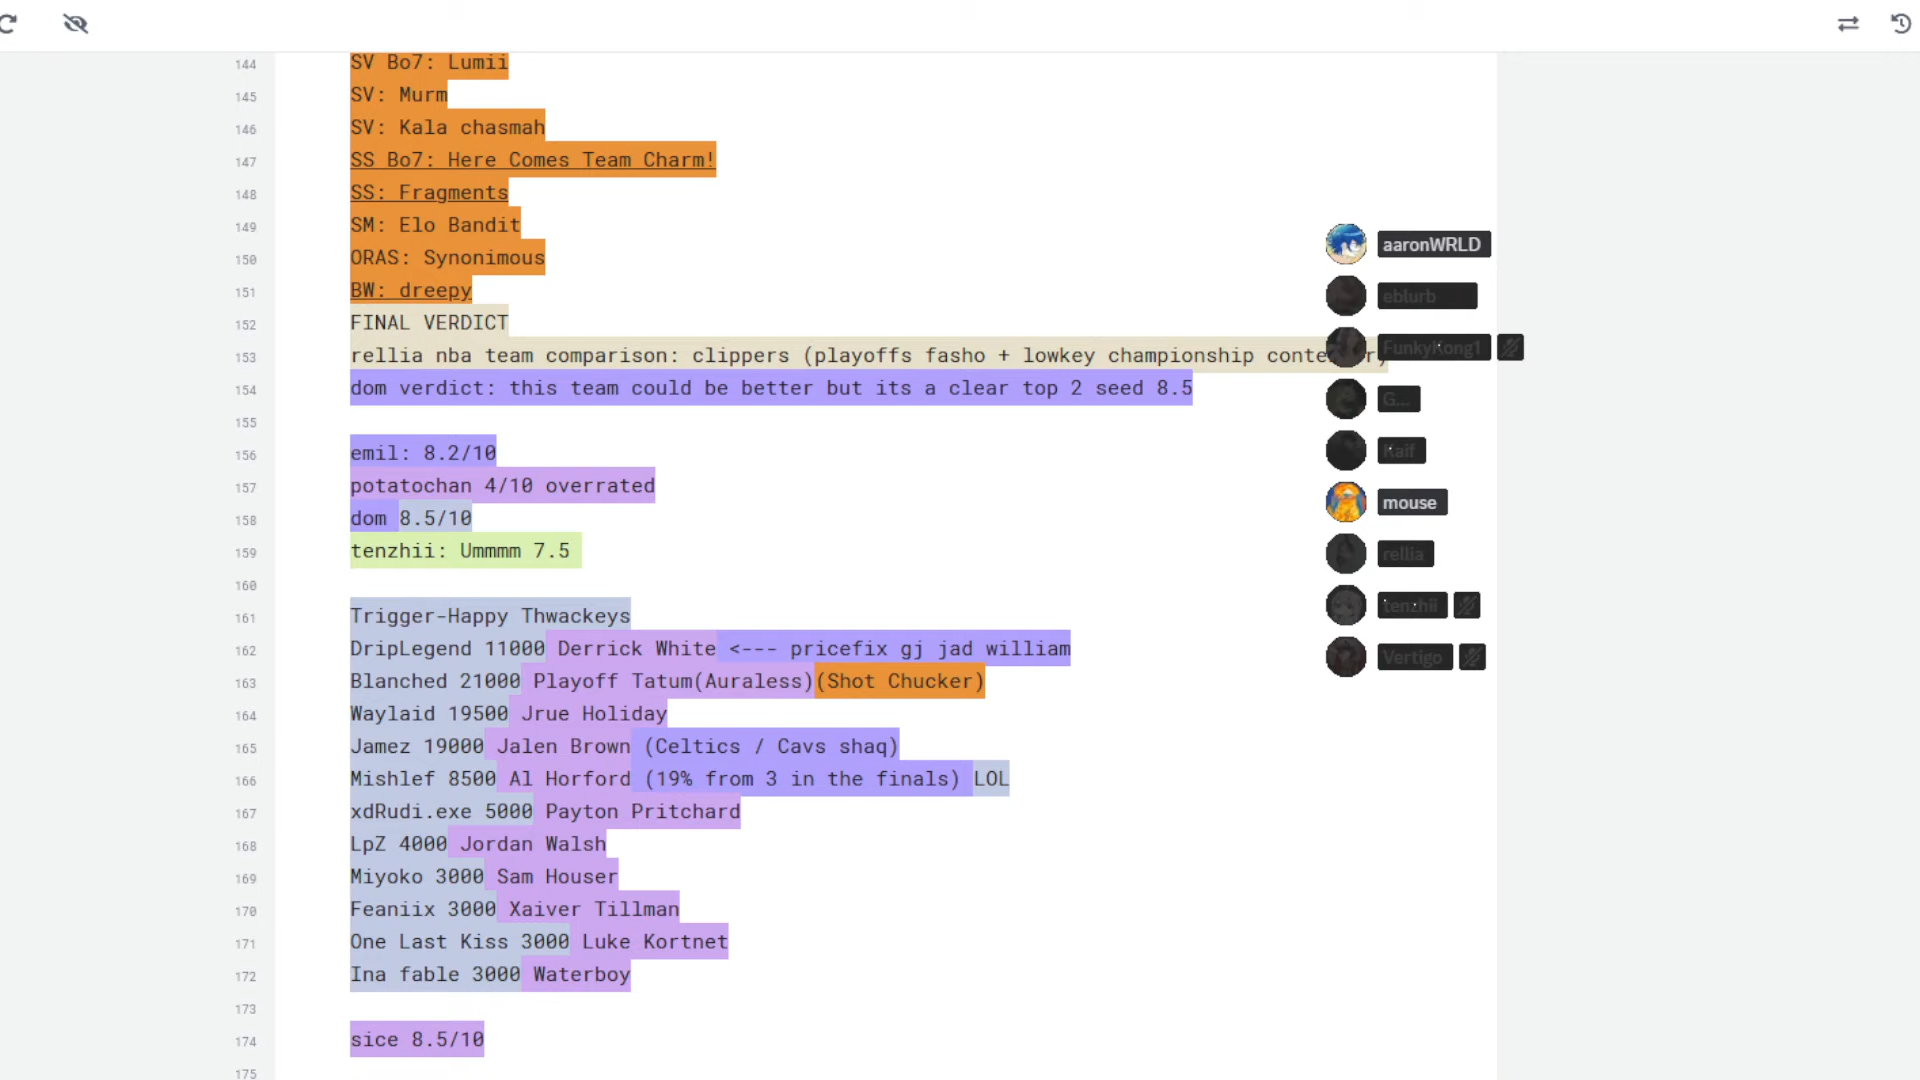 144 SV Bo7: Lumii
145 SV: Murm
146 SV: Kala chasmah
147 SS Bo7: Here Comes Team Charm!
148 SS: Fragments
149 SM: Elo Bandit
150 ORAS: Synonimous
151 BW: dreepy
152 FINAL VERDICT
153 rellia nba team comparison: clippers (playoffs fasho + lowkey championship
154 dom verdict: this team could be better but its a clear top 2 seed 8.5
155
156 emil: 8.2/10
157 potatochan 4/10 overrated
158 dom 8.5/10
159 tenzhii: Ummmm 7.5
160
161 Trigger-Happy Thwackeys
162 DripLegend 11000 Derrick White <--- pricefix gj jad william
163 Blanched 21000 Playoff Tatum(Auraless)(Shot Chucker)
164 Waylaid 19500 Jrue Holiday
165 Jamez 19000 Jalen Brown (Celtics / Cavs shaq)
166 Mishlef 8500 Al Horford (19% from 3 in the finals) LOL
167 xdRudi.exe 5000 Payton Pritchard
168 LpZ 4000 Jordan Walsh
169 Miyoko 3000 Sam Houser
170 Feaniix 3000 Xaiver Tillman
171 One Last Kiss 3000 Luke Kortnet
172 Ina fable 3000 Waterboy
173
174 sice 8.5/10
175
aaronWRLD
eblurb
FunkyKong1
G...
Kaif
mouse
rellia
tenzhii
Vertigo